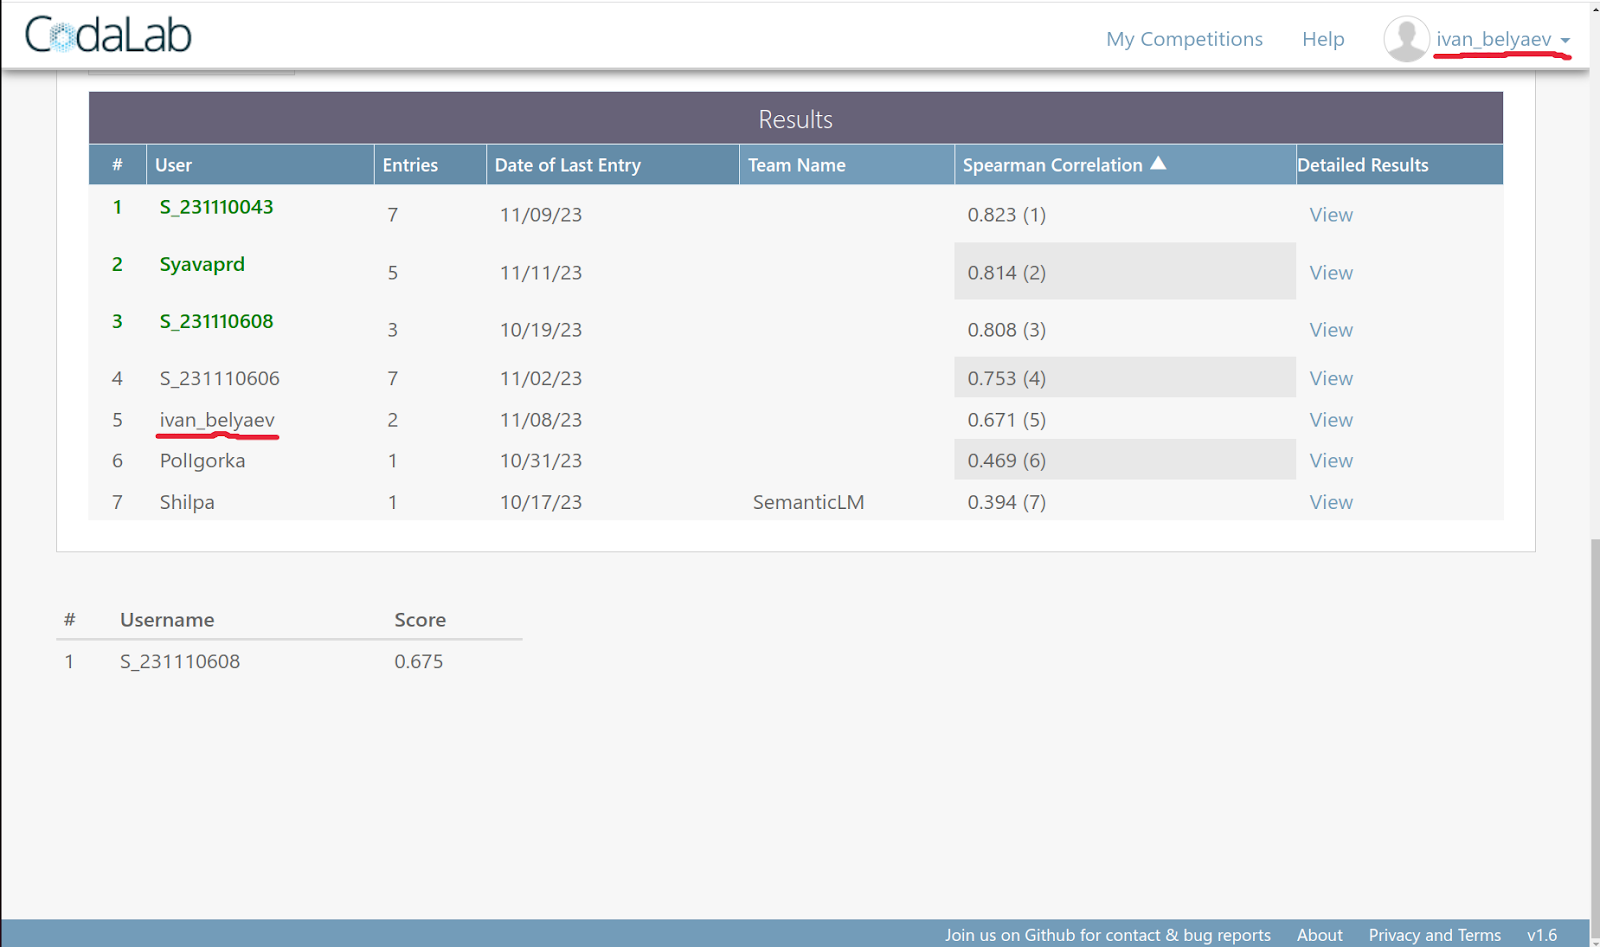 CodaLab
My Competitions Help ivan_belyaev
Results
# User Entries Date of Last Entry Team Name Spearman Correlation ▲ Detailed Results
1 S_231110043 7 11/09/23 0.823 (1) View
2 Syavaprd 5 11/11/23 0.814 (2) View
3 S_231110608 3 10/19/23 0.808 (3) View
4 S_231110606 7 11/02/23 0.753 (4) View
5 ivan_belyaev 2 11/08/23 0.671 (5) View
6 PolIgorka 1 10/31/23 0.469 (6) View
7 Shilpa 1 10/17/23 SemanticLM 0.394 (7) View
# Username Score
1 S_231110608 0.675
Join us on Github for contact & bug reports About Privacy and Terms v1.6